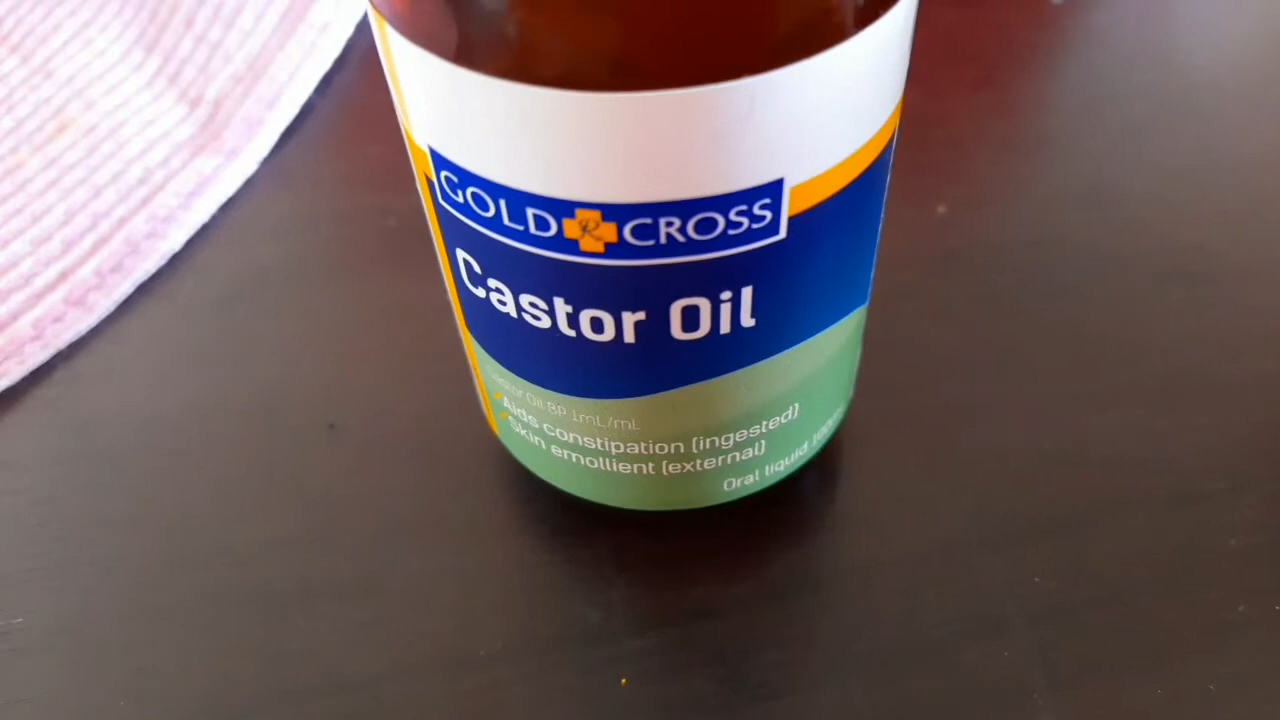 GOLD CROSS
Castor Oil
Castor Oil BP 1mL/mL
Aids constipation (ingested)
Skin emollient (external)
Oral liquid